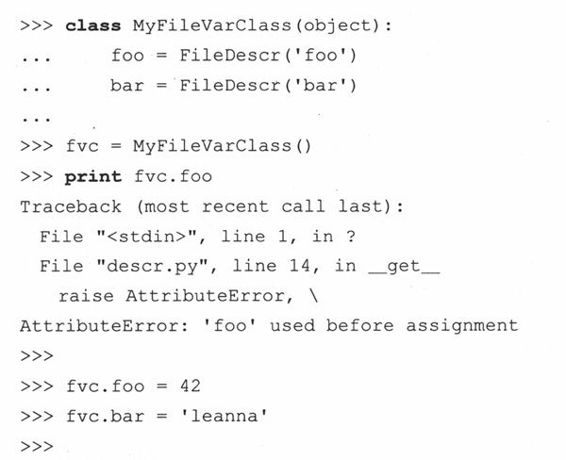 >>> class MyFileVarClass(object):
...     foo = FileDescr('foo')
...     bar = FileDescr('bar')
...
>>> fvc = MyFileVarClass()
>>> print fvc.foo
Traceback (most recent call last):
  File "<stdin>", line 1, in ?
  File "descr.py", line 14, in __get__
    raise AttributeError, \
AttributeError: 'foo' used before assignment
>>>
>>> fvc.foo = 42
>>> fvc.bar = 'leanna'
>>>